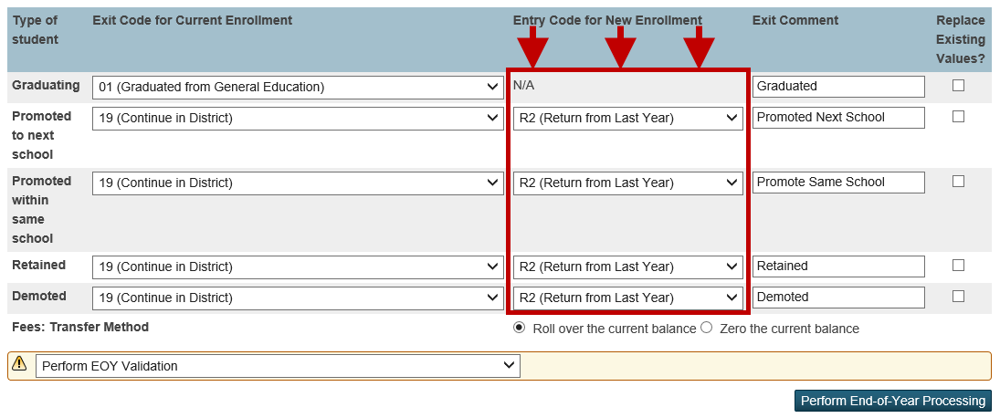 Type of student Exit Code for Current Enrollment Entry Code for New Enrollment Exit Comment Replace Existing Values?
Graduating 01 (Graduated from General Education) N/A Graduated
Promoted to next school 19 (Continue in District) R2 (Return from Last Year) Promoted Next School
Promoted within same school 19 (Continue in District) R2 (Return from Last Year) Promote Same School
Retained 19 (Continue in District) R2 (Return from Last Year) Retained
Demoted 19 (Continue in District) R2 (Return from Last Year) Demoted
Fees: Transfer Method Roll over the current balance Zero the current balance
Perform EOY Validation
Perform End-of-Year Processing